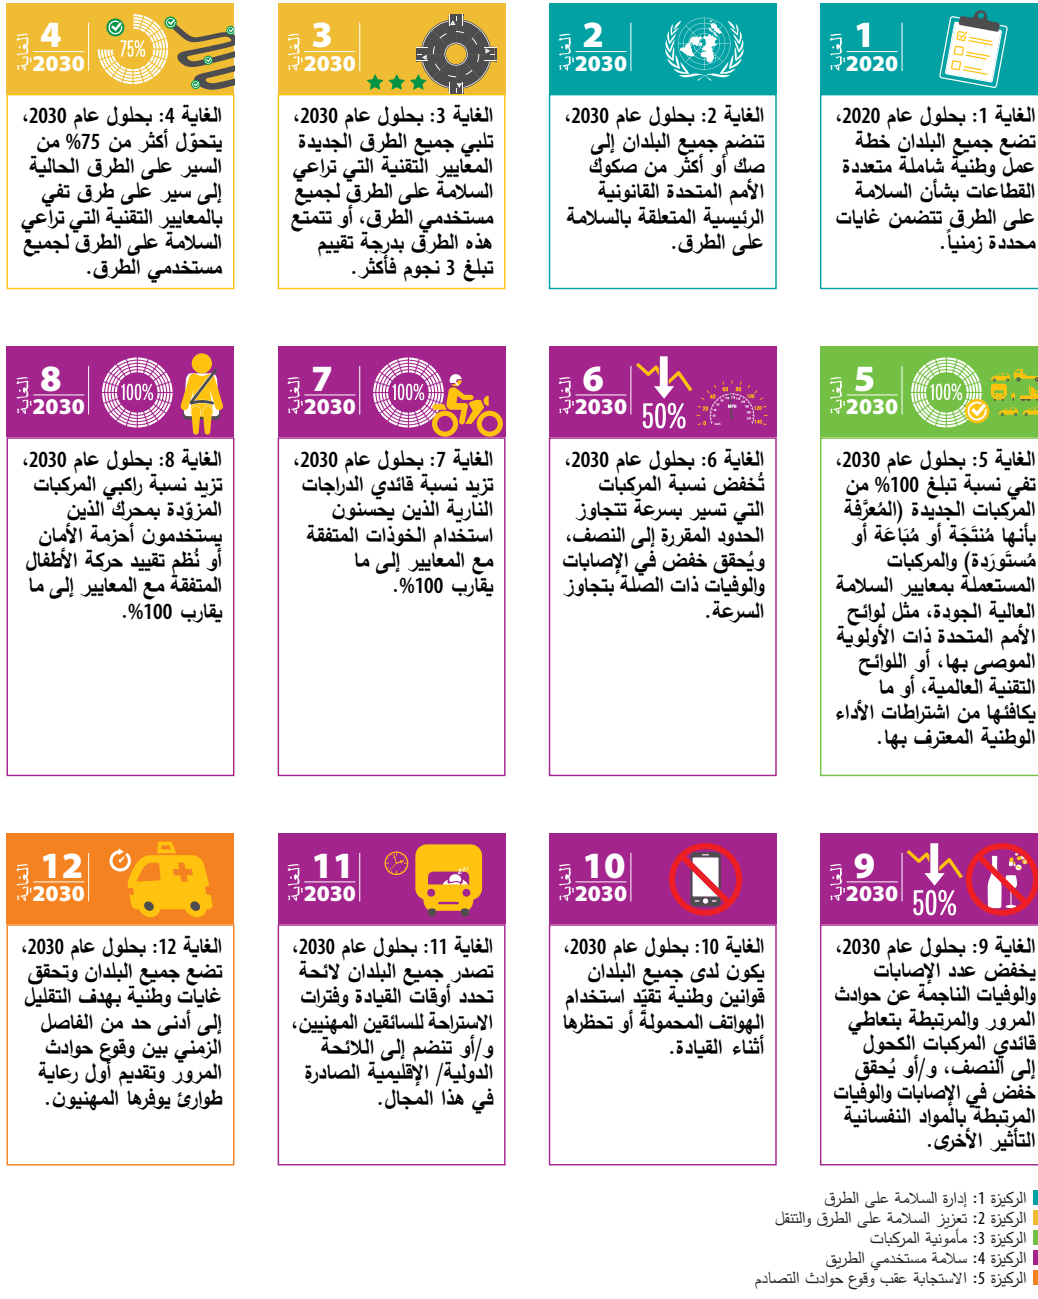 الغاية
1
2020
الغاية 1: بحلول عام 2020،
تضع جميع البلدان خطة
عمل وطنية شاملة متعددة
القطاعات بشأن السلامة
على الطرق تتضمن غايات
محددة زمنياً.
الغاية
2
2030
الغاية 2: بحلول عام 2030،
تنضم جميع البلدان إلى
صك أو أكثر من صكوك
الأمم المتحدة القانونية
الرئيسية المتعلقة بالسلامة
على الطرق.
الغاية
3
2030
الغاية 3: بحلول عام 2030،
تلبي جميع الطرق الجديدة
المعايير التقنية التي تراعي
السلامة على الطرق لجميع
مستخدمي الطرق، أو تتمتع
هذه الطرق بدرجة تقييم
تبلغ 3 نجوم فأكثر.
الغاية
4
2030
75%
الغاية 4: بحلول عام 2030،
يتحوّل أكثر من 75% من
السير على الطرق الحالية
إلى سير على طرق تفي
بالمعايير التقنية التي تراعي
السلامة على الطرق لجميع
مستخدمي الطرق.
الغاية
5
2030
100%
الغاية 5: بحلول عام 2030،
تفي نسبة تبلغ 100% من
المركبات الجديدة (المُعرَّفة
بأنها مُنتَجَة أو مُبَاعَة أو
مُستَورَدة) والمركبات
المستعملة بمعايير السلامة
العالية الجودة، مثل لوائح
الأمم المتحدة ذات الأولوية
الموصى بها، أو اللوائح
التقنية العالمية، أو ما
يكافئها من اشتراطات الأداء
الوطنية المعترف بها.
الغاية
6
2030
50%
0 20 40 60 80 100 120 140
MPH
الغاية 6: بحلول عام 2030،
تُخفض نسبة المركبات
التي تسير بسرعة تتجاوز
الحدود المقررة إلى النصف،
ويُحقق خفض في الإصابات
والوفيات ذات الصلة بتجاوز
السرعة.
الغاية
7
2030
100%
الغاية 7: بحلول عام 2030،
تزيد نسبة قائدي الدراجات
النارية الذين يحسنون
استخدام الخوذات المتفقة
مع المعايير إلى ما
يقارب 100%.
الغاية
8
2030
100%
الغاية 8: بحلول عام 2030،
تزيد نسبة راكبي المركبات
المزوّدة بمحرك الذين
يستخدمون أحزمة الأمان
أو نُظم تقييد حركة الأطفال
المتفقة مع المعايير إلى ما
يقارب 100%.
الغاية
9
2030
50%
الغاية 9: بحلول عام 2030،
يخفض عدد الإصابات
والوفيات الناجمة عن حوادث
المرور والمرتبطة بتعاطي
قائدي المركبات الكحول
إلى النصف، و/أو يُحقق
خفض في الإصابات والوفيات
المرتبطة بالمواد النفسانية
التأثير الأخرى.
الغاية
10
2030
الغاية 10: بحلول عام 2030،
يكون لدى جميع البلدان
قوانين وطنية تقيّد استخدام
الهواتف المحمولة أو تحظرها
أثناء القيادة.
الغاية
11
2030
الغاية 11: بحلول عام 2030،
تصدر جميع البلدان لائحة
تحدد أوقات القيادة وفترات
الاستراحة للسائقين المهنيين،
و/أو تنضم إلى اللائحة
الدولية/ الإقليمية الصادرة
في هذا المجال.
الغاية
12
2030
الغاية 12: بحلول عام 2030،
تضع جميع البلدان وتحقق
غايات وطنية بهدف التقليل
إلى أدنى حد من الفاصل
الزمني بين وقوع حوادث
المرور وتقديم أول رعاية
طوارئ يوفرها المهنيون.
الركيزة 1: إدارة السلامة على الطرق
الركيزة 2: تعزيز السلامة على الطرق والتنقل
الركيزة 3: مأمونية المركبات
الركيزة 4: سلامة مستخدمي الطريق
الركيزة 5: الاستجابة عقب وقوع حوادث التصادم